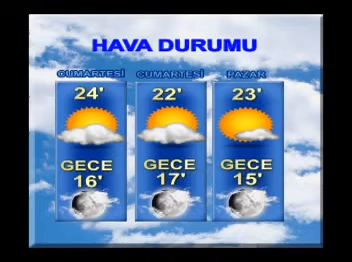 HAVA DURUMU
CUMARTESİ CUMARTESİ PAZAR
24' 22' 23'
GECE GECE GECE
16' 17' 15'